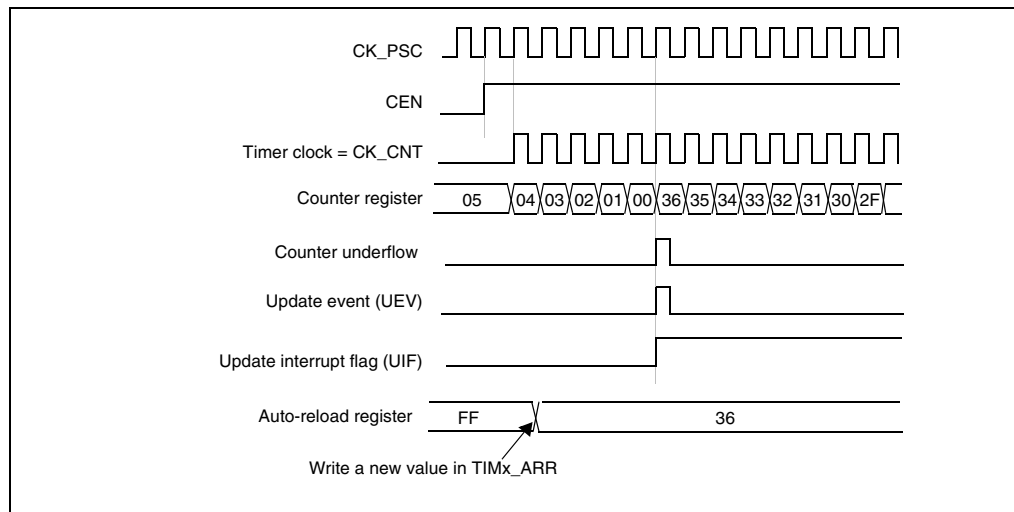 CK_PSC
CEN
Timer clock = CK_CNT
Counter register 05 04 03 02 01 00 36 35 34 33 32 31 30 2F
Counter underflow
Update event (UEV)
Update interrupt flag (UIF)
Auto-reload register FF 36
Write a new value in TIMx_ARR